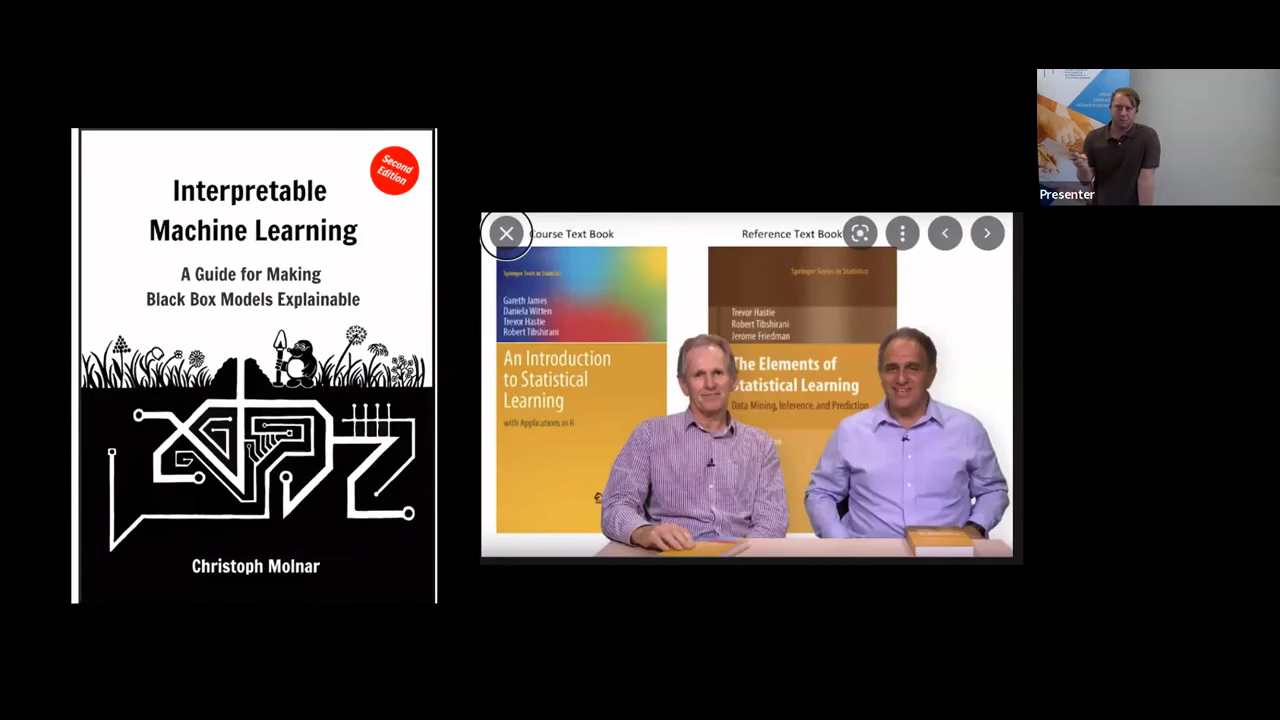 Second
Edition
Interpretable
Machine Learning
A Guide for Making
Black Box Models Explainable
Christoph Molnar
Course Text Book
Springer Texts in Statistics
Gareth James
Daniela Witten
Trevor Hastie
Robert Tibshirani
An Introduction
to Statistical
Learning
with Applications in R
Reference Text Book
Springer Series in Statistics
Trevor Hastie
Robert Tibshirani
Jerome Friedman
The Elements of
Statistical Learning
Data Mining, Inference, and Prediction
Presenter